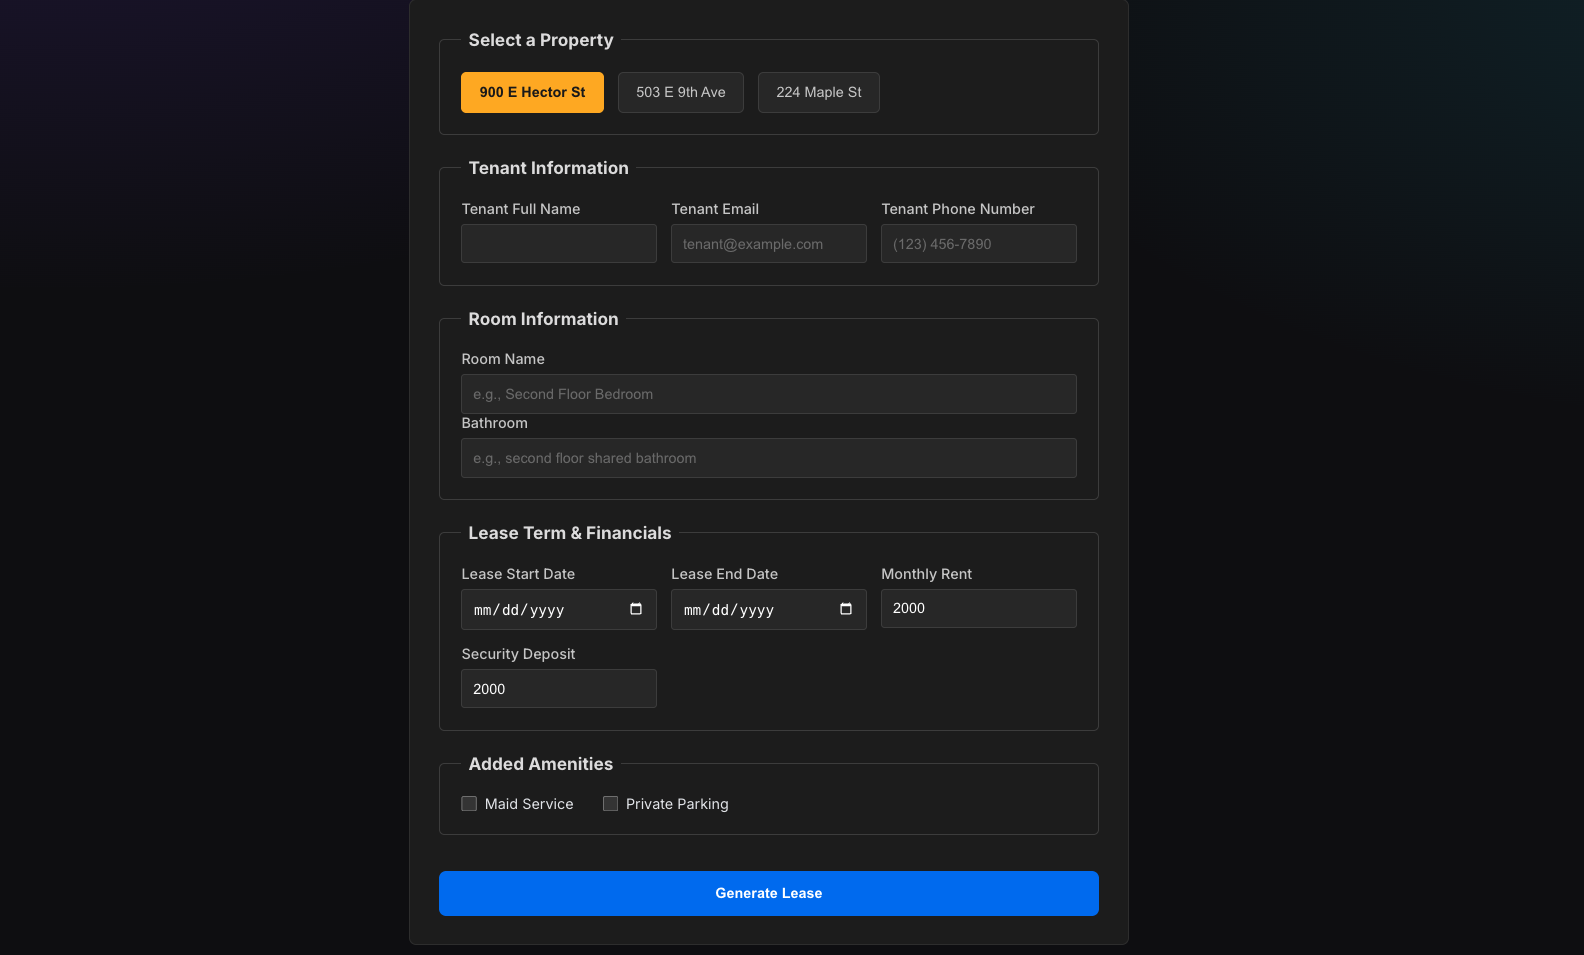 Select a Property
900 E Hector St 503 E 9th Ave 224 Maple St
Tenant Information
Tenant Full Name Tenant Email Tenant Phone Number
tenant@example.com (123) 456-7890
Room Information
Room Name
e.g., Second Floor Bedroom
Bathroom
e.g., second floor shared bathroom
Lease Term & Financials
Lease Start Date Lease End Date Monthly Rent
mm/dd/yyyy mm/dd/yyyy 2000
Security Deposit
2000
Added Amenities
Maid Service Private Parking
Generate Lease